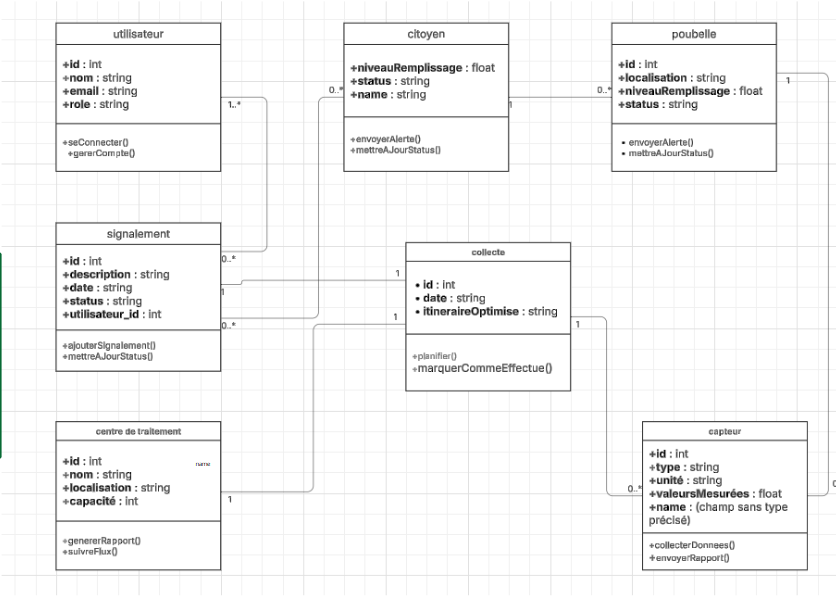 utilisateur
+id : int
+nom : string
+email : string
+role : string
+seConnecter()
+gererCompte()
1..*
citoyen
+niveauRemplissage : float
+status : string
+name : string
+envoyerAlerte()
+mettreAJourStatus()
0..*
1
poubelle
+id : int
+localisation : string
+niveauRemplissage : float
+status : string
• envoyerAlerte()
• mettreAJourStatus()
0..*
1
signalement
+id : int
+description : string
+date : string
+status : string
+utilisateur_id : int
+ajouterSignalement()
+mettreAJourStatus()
0..*
1
0..*
collecte
• id : int
• date : string
• itineraireOptimise : string
+planifier()
+marquerCommeEffectue()
1
1
1
centre de traitement
+id : int
name
+nom : string
+localisation : string
+capacité : int
+genererRapport()
+suivreFlux()
1
capteur
+id : int
+type : string
+unité : string
+valeursMesurées : float
+name : (champ sans type
précisé)
+collecterDonnees()
+envoyerRapport()
0..*